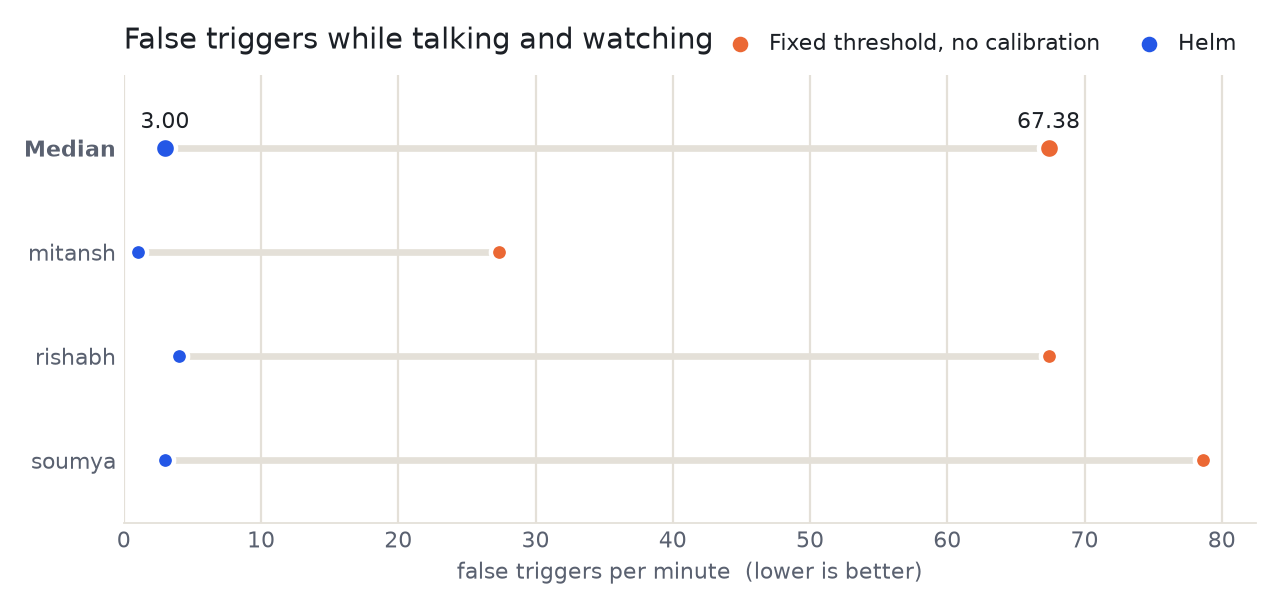 False triggers while talking and watching
Fixed threshold, no calibration
Helm
3.00
67.38
Median
mitansh
rishabh
soumya
0 10 20 30 40 50 60 70 80
false triggers per minute  (lower is better)